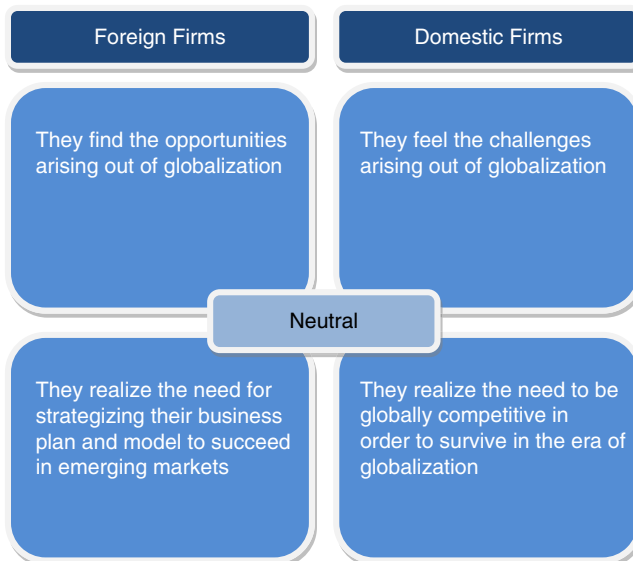 Foreign Firms
Domestic Firms
They find the opportunities
arising out of globalization
They feel the challenges
arising out of globalization
Neutral
They realize the need for
strategizing their business
plan and model to succeed
in emerging markets
They realize the need to be
globally competitive in
order to survive in the era of
globalization